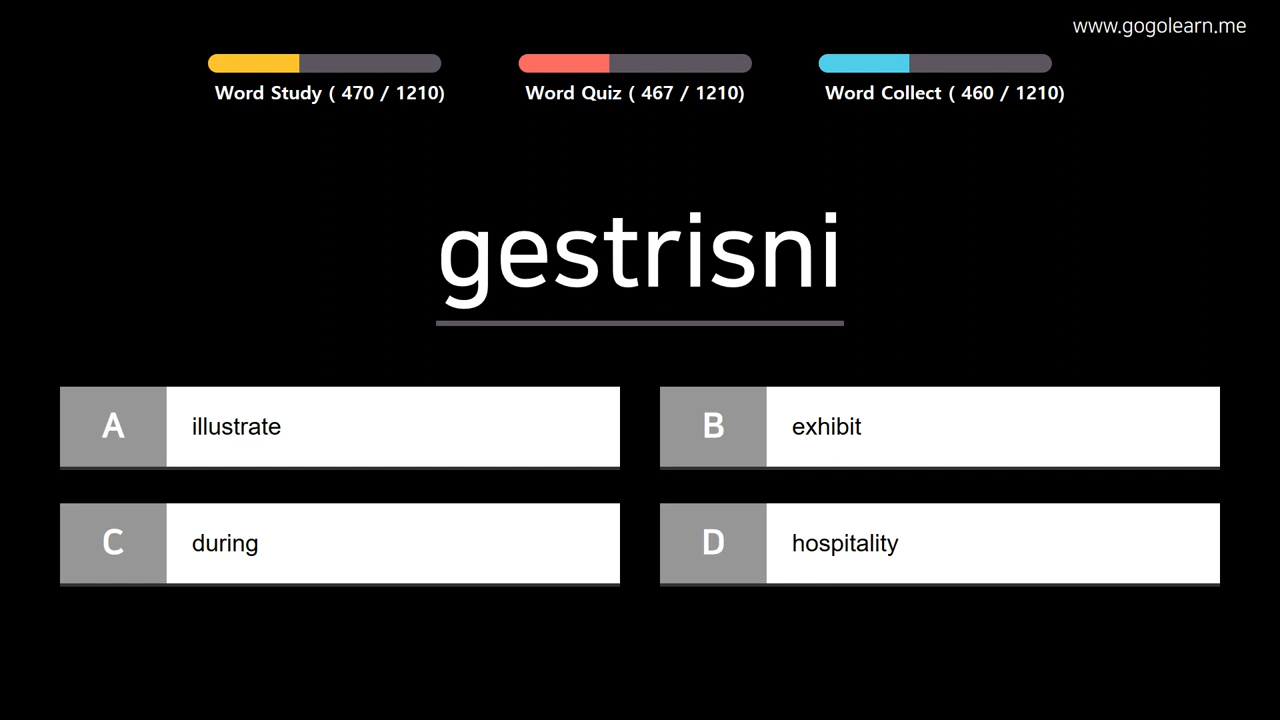 www.gogolearn.me
Word Study ( 470 / 1210)
Word Quiz ( 467 / 1210)
Word Collect ( 460 / 1210)
gestrisni
A illustrate
B exhibit
C during
D hospitality